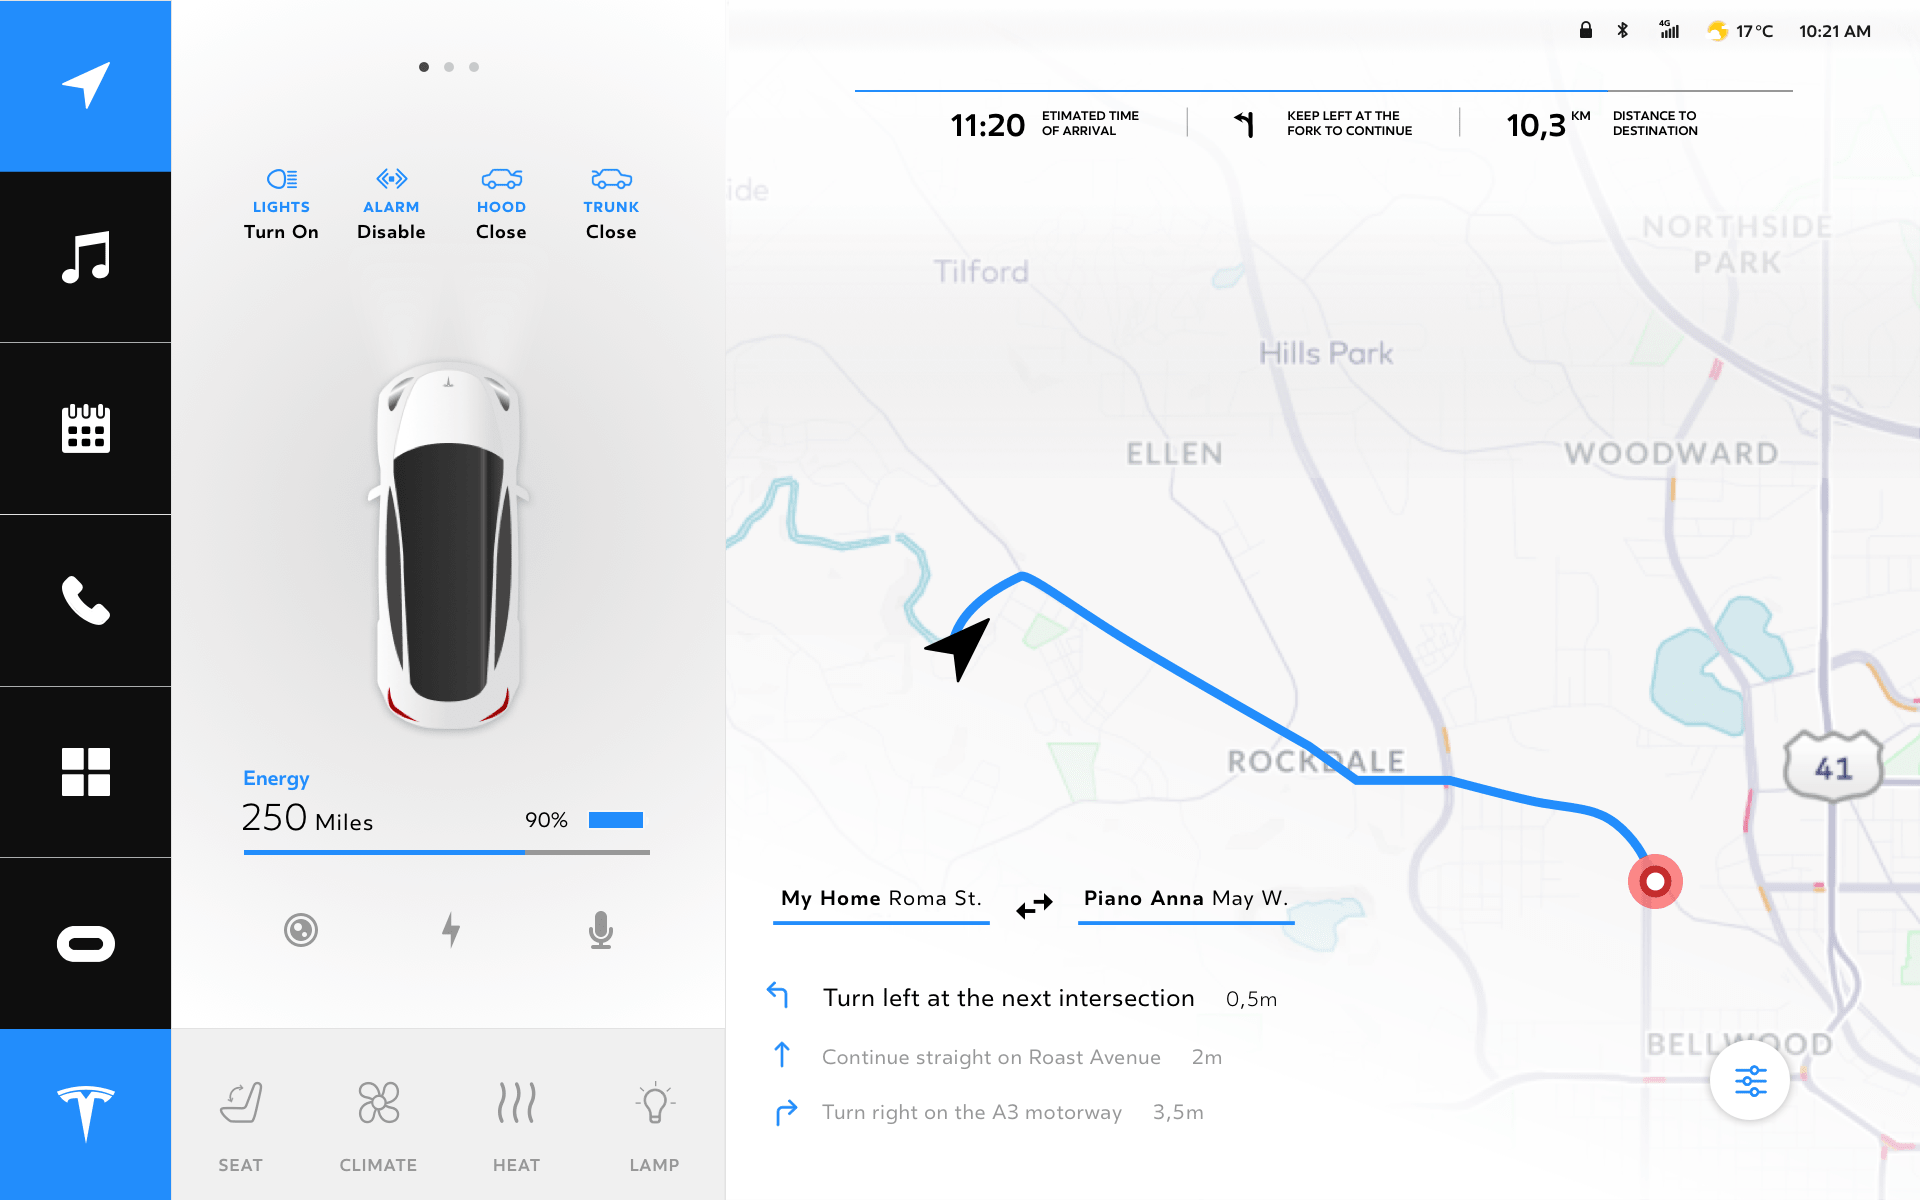 4G
17°C
10:21 AM
11:20
ETIMATED TIME
OF ARRIVAL
KEEP LEFT AT THE
FORK TO CONTINUE
10,3 KM
DISTANCE TO
DESTINATION
LIGHTS
Turn On
ALARM
Disable
HOOD
Close
TRUNK
Close
Energy
250 Miles
90%
SEAT
CLIMATE
HEAT
LAMP
ide
Tilford
Hills Park
NORTHSIDE
PARK
ELLEN
WOODWARD
ROCKDALE
41
BELLWOOD
My Home Roma St.
Piano Anna May W.
Turn left at the next intersection 0,5m
Continue straight on Roast Avenue 2m
Turn right on the A3 motorway 3,5m